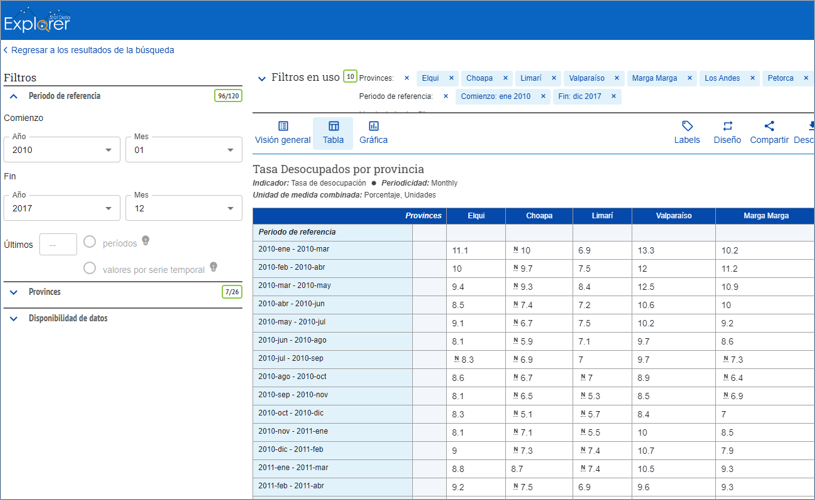 .Stat Data
Explorer
Regresar a los resultados de la búsqueda
Filtros
Periodo de referencia 96/120
Comienzo
Año Mes
2010 01
Fin
Año Mes
2017 12
Últimos -- períodos
valores por serie temporal
Provinces 7/26
Disponibilidad de datos
Filtros en uso 10 Provinces: × Elqui × Choapa × Limarí × Valparaíso × Marga Marga × Los Andes × Petorca ×
Periodo de referencia: × Comienzo: ene 2010 × Fin: dic 2017 ×
Visión general Tabla Gráfica Labels Diseño Compartir Desc
Tasa Desocupados por provincia
Indicador: Tasa de desocupación ● Periodicidad: Monthly
Unidad de medida combinada: Porcentaje, Unidades
Provinces Elqui Choapa Limarí Valparaíso Marga Marga
Periodo de referencia
2010-ene - 2010-mar 11.1 N 10 6.9 13.3 10.2
2010-feb - 2010-abr 10 N 9.7 7.5 12 11.2
2010-mar - 2010-may 9.4 N 9.3 8.4 12.5 10.9
2010-abr - 2010-jun 8.5 N 7.4 7.2 10.6 10
2010-may - 2010-jul 9.1 N 6.7 7.5 10.2 9.2
2010-jun - 2010-ago 8.1 N 5.9 7.1 9.7 8.6
2010-jul - 2010-sep N 8.3 N 6.9 7 9.7 N 7.3
2010-ago - 2010-oct 8.6 N 6.7 N 7 8.9 N 6.4
2010-sep - 2010-nov 8.1 N 6.5 N 5.3 8.5 N 6.9
2010-oct - 2010-dic 8.3 N 5.1 N 5.7 8.4 7
2010-nov - 2011-ene 8.1 N 7.1 N 5.5 10 8.5
2010-dic - 2011-feb 9 N 7.3 N 7.4 10.7 7.9
2011-ene - 2011-mar 8.8 8.7 N 7.4 10.5 9.3
2011-feb - 2011-abr 9.2 N 7.5 6.9 9.6 9.3